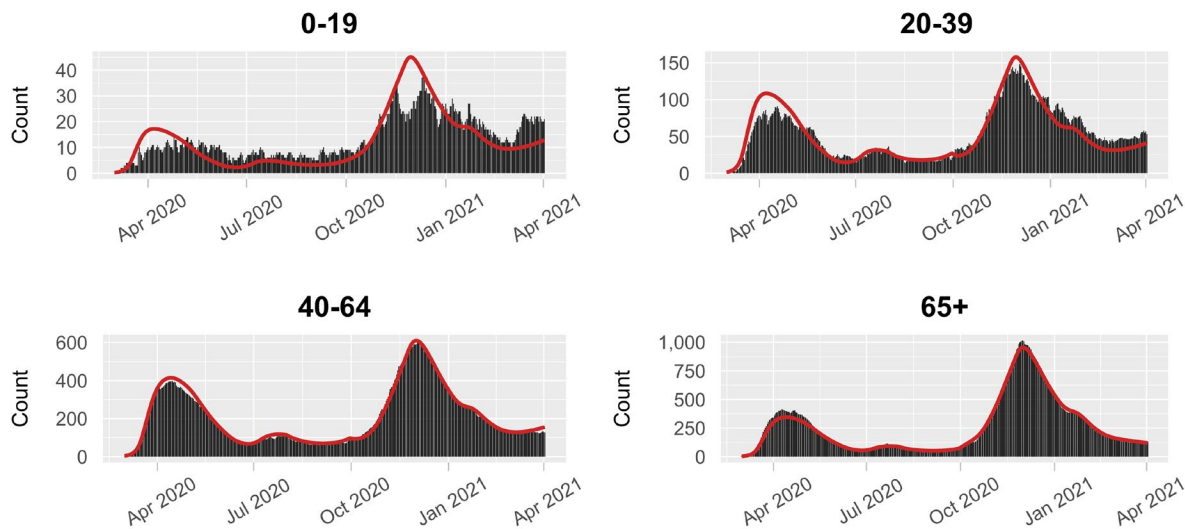 0-19
20-39
Count
40
30
20
10
0
Apr 2020
Jul 2020
Oct 2020
Jan 2021
Apr 2021
Count
150
100
50
0
Apr 2020
Jul 2020
Oct 2020
Jan 2021
Apr 2021
40-64
65+
Count
600
400
200
0
Apr 2020
Jul 2020
Oct 2020
Jan 2021
Apr 2021
Count
1,000
750
500
250
0
Apr 2020
Jul 2020
Oct 2020
Jan 2021
Apr 2021